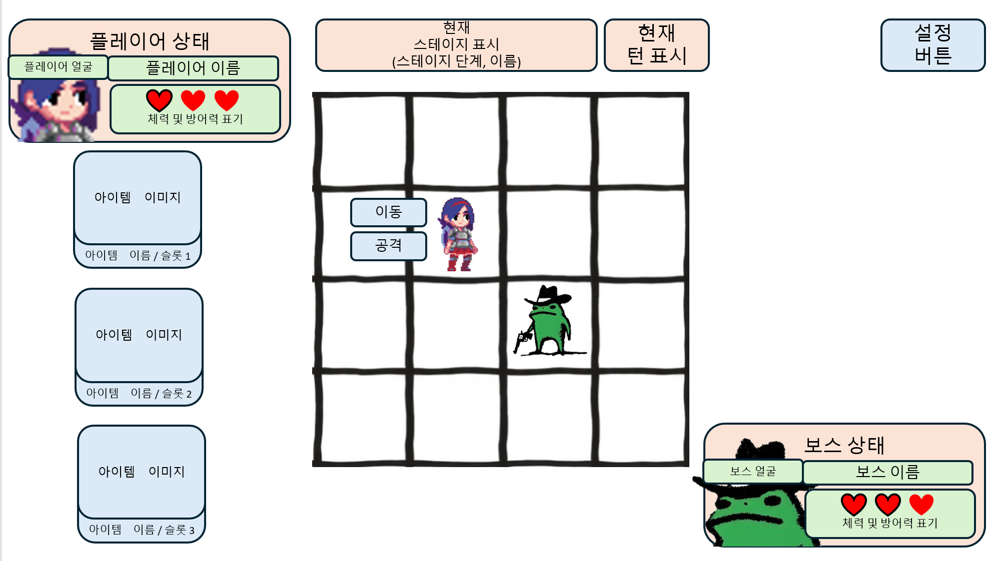 플레이어 상태
플레이어 얼굴
플레이어 이름
체력 및 방어력 표기
현재
스테이지 표시
(스테이지 단계, 이름)
현재
턴 표시
설정
버튼
아이템 이미지
아이템 이름 / 슬롯 1
아이템 이미지
아이템 이름 / 슬롯 2
아이템 이미지
아이템 이름 / 슬롯 3
이동
공격
보스 상태
보스 얼굴
보스 이름
체력 및 방어력 표기